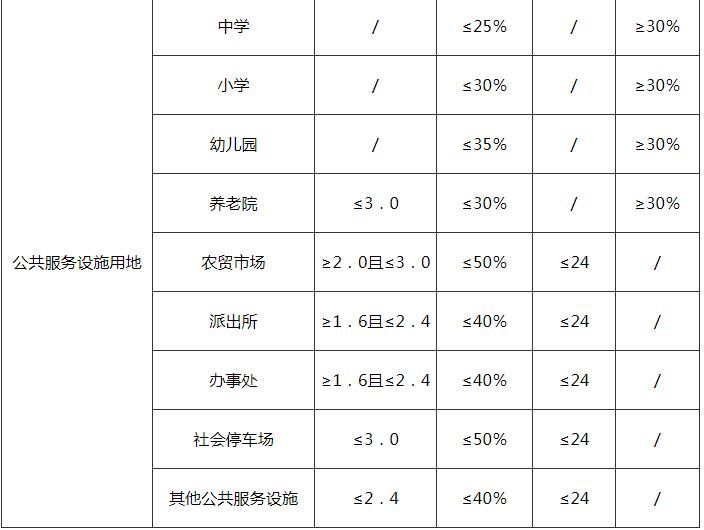 中学 / ≤25% / ≥30%
小学 / ≤30% / ≥30%
幼儿园 / ≤35% / ≥30%
养老院 ≤3．0 ≤30% / ≥30%
公共服务设施用地 农贸市场 ≥2．0且≤3．0 ≤50% ≤24 /
派出所 ≥1．6且≤2．4 ≤40% ≤24 /
办事处 ≥1．6且≤2．4 ≤40% ≤24 /
社会停车场 ≤3．0 ≤50% ≤24 /
其他公共服务设施 ≤2．4 ≤40% ≤24 /